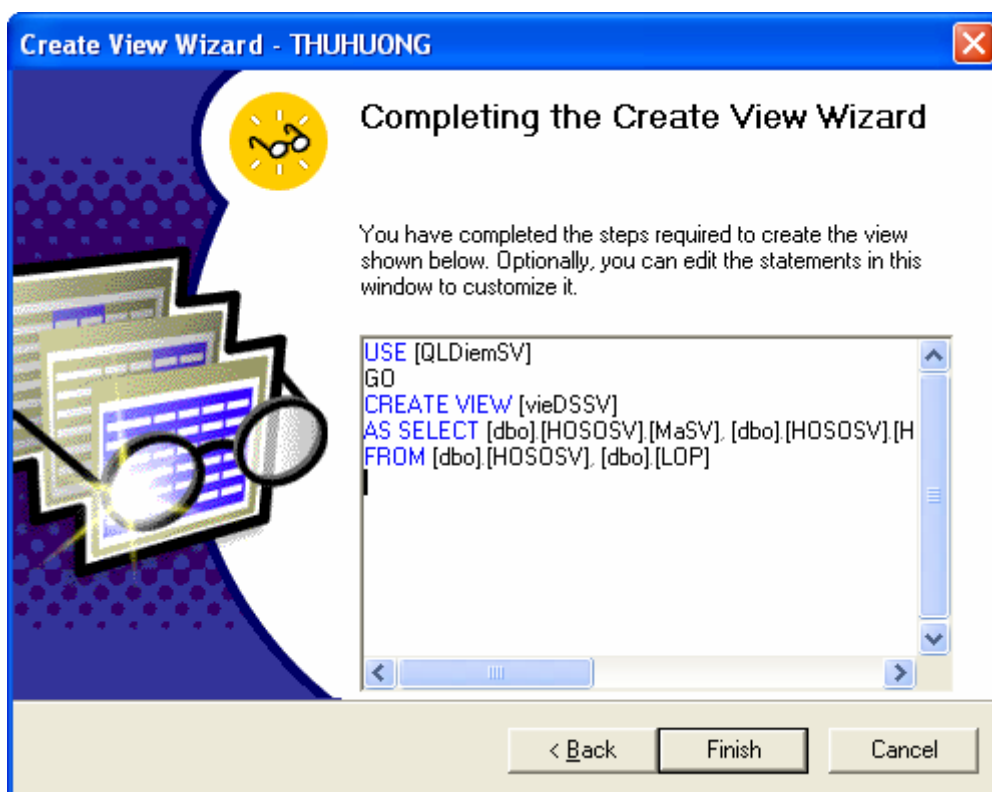 Create View Wizard - THUHUONG
Completing the Create View Wizard
You have completed the steps required to create the view
shown below. Optionally, you can edit the statements in this
window to customize it.
USE [QLDiemSV]
GO
CREATE VIEW [vieDSSV]
AS SELECT [dbo].[HOSOSV].[MaSV], [dbo].[HOSOSV].[H
FROM [dbo].[HOSOSV], [dbo].[LOP]
< Back Finish Cancel